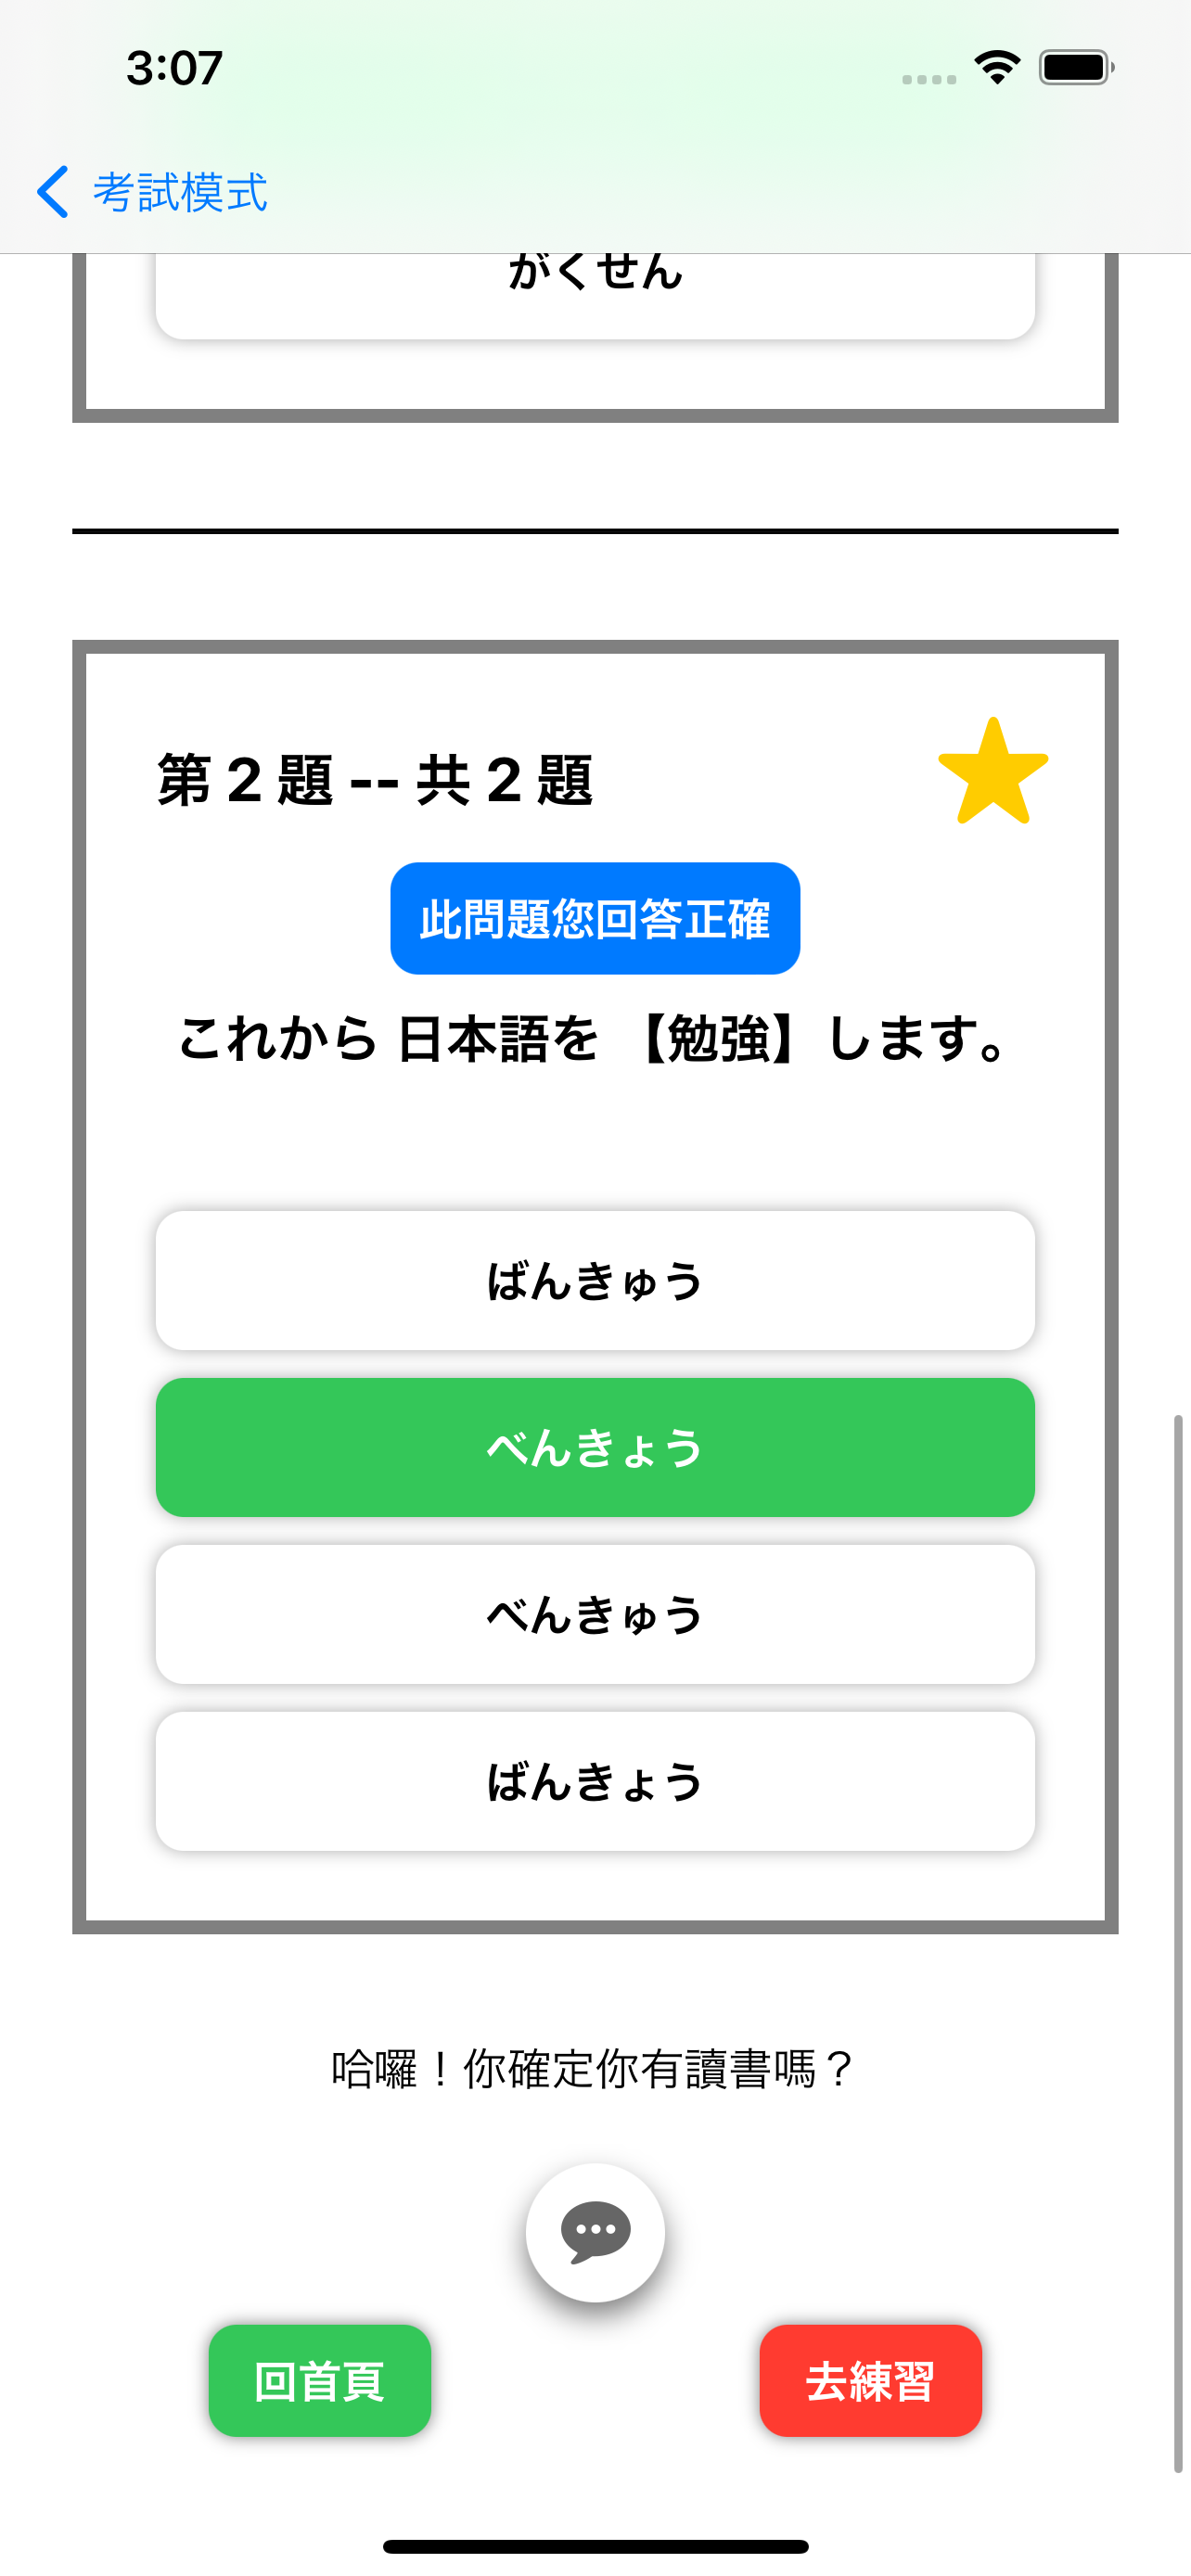 3:07
考試模式
がくせん
第 2 題 -- 共 2 題
此問題您回答正確
これから 日本語を 【勉強】します。
ばんきゅう
べんきょう
べんきゅう
ばんきょう
哈囉！你確定你有讀書嗎？
回首頁
去練習